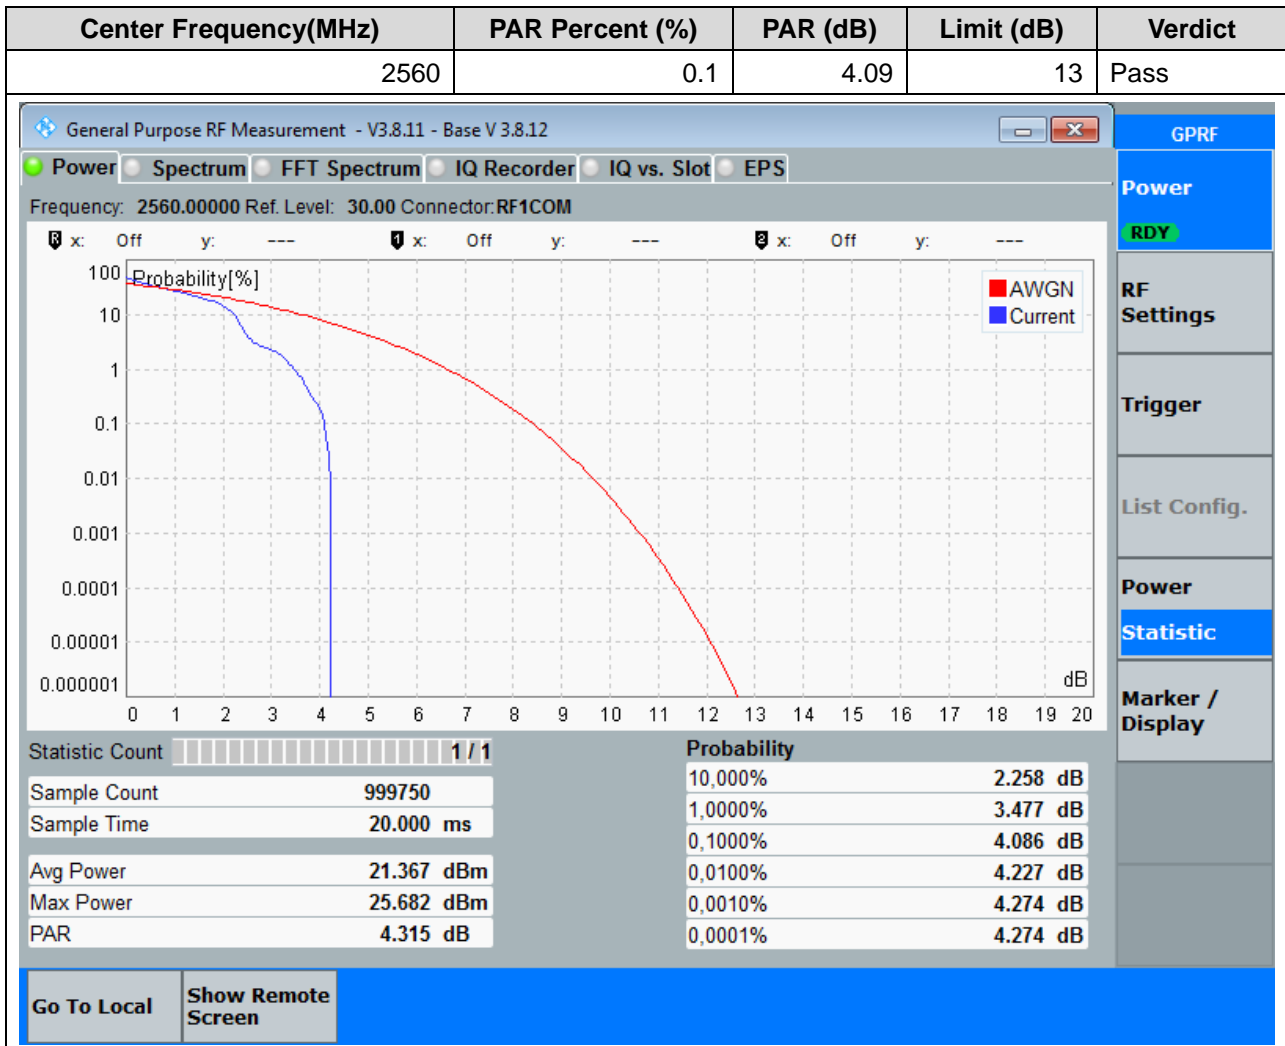 Center Frequency(MHz) PAR Percent (%) PAR (dB) Limit (dB) Verdict
2560 0.1 4.09 13 Pass
General Purpose RF Measurement - V3.8.11 - Base V 3.8.12
GPRF
Power Spectrum FFT Spectrum IQ Recorder IQ vs. Slot EPS
Frequency: 2560.00000 Ref. Level: 30.00 Connector: RF1COM
R x: Off y: --- 1 x: Off y: --- 2 x: Off y: ---
Probability[%]
100
10
1
0.1
0.01
0.001
0.0001
0.00001
0.000001
AWGN
Current
dB
0 1 2 3 4 5 6 7 8 9 10 11 12 13 14 15 16 17 18 19 20
Statistic Count 1 / 1
Sample Count 999750
Sample Time 20.000 ms
Avg Power 21.367 dBm
Max Power 25.682 dBm
PAR 4.315 dB
Probability
10,000% 2.258 dB
1,0000% 3.477 dB
0,1000% 4.086 dB
0,0100% 4.227 dB
0,0010% 4.274 dB
0,0001% 4.274 dB
Power
RDY
RF
Settings
Trigger
List Config.
Power
Statistic
Marker /
Display
Go To Local
Show Remote
Screen